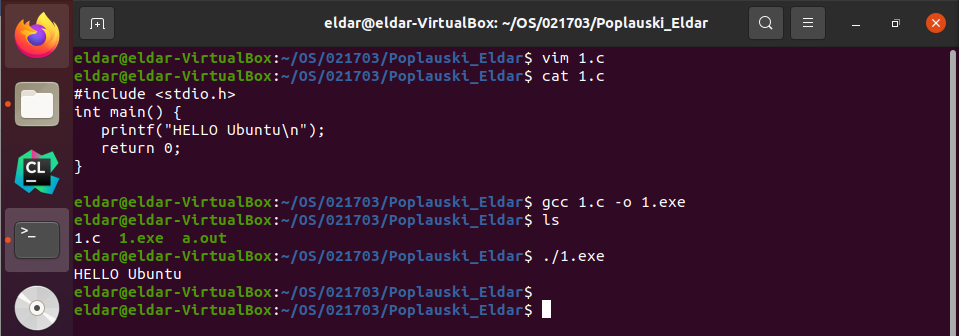 eldar@eldar-VirtualBox: ~/OS/021703/Poplauski_Eldar
eldar@eldar-VirtualBox:~/OS/021703/Poplauski_Eldar$ vim 1.c
eldar@eldar-VirtualBox:~/OS/021703/Poplauski_Eldar$ cat 1.c
#include <stdio.h>
int main() {
   printf("HELLO Ubuntu\n");
   return 0;
}
eldar@eldar-VirtualBox:~/OS/021703/Poplauski_Eldar$ gcc 1.c -o 1.exe
eldar@eldar-VirtualBox:~/OS/021703/Poplauski_Eldar$ ls
1.c  1.exe  a.out
eldar@eldar-VirtualBox:~/OS/021703/Poplauski_Eldar$ ./1.exe
HELLO Ubuntu
eldar@eldar-VirtualBox:~/OS/021703/Poplauski_Eldar$
eldar@eldar-VirtualBox:~/OS/021703/Poplauski_Eldar$
CL
>_